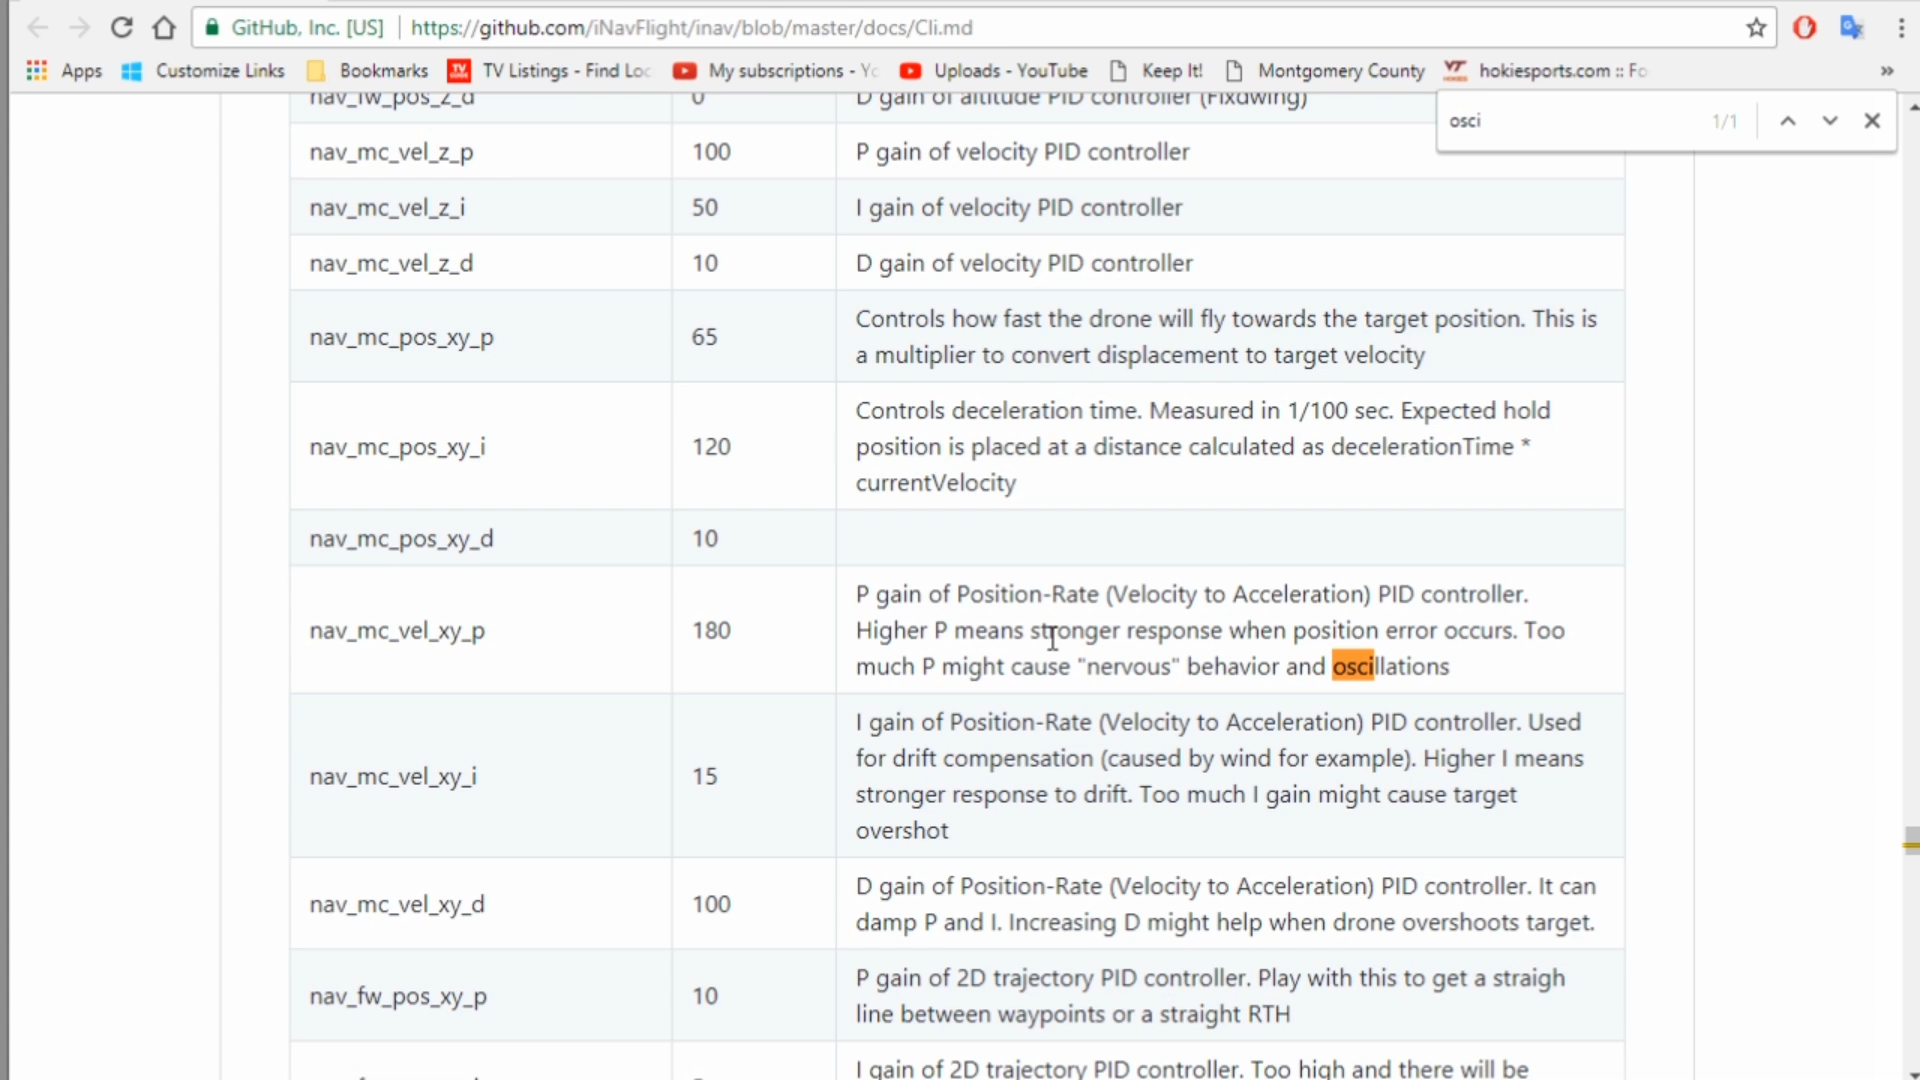 GitHub, Inc. [US] https://github.com/iNavFlight/inav/blob/master/docs/Cli.md
Apps Customize Links Bookmarks TV Listings - Find Loc My subscriptions - Yc Uploads - YouTube Keep It! Montgomery County hokiesports.com :: Fo »
osci 1/1
nav_fw_pos_z_d 0 D gain of altitude PID controller (Fixdwing)
nav_mc_vel_z_p 100 P gain of velocity PID controller
nav_mc_vel_z_i 50 I gain of velocity PID controller
nav_mc_vel_z_d 10 D gain of velocity PID controller
nav_mc_pos_xy_p 65 Controls how fast the drone will fly towards the target position. This is
a multiplier to convert displacement to target velocity
nav_mc_pos_xy_i 120 Controls deceleration time. Measured in 1/100 sec. Expected hold
position is placed at a distance calculated as decelerationTime *
currentVelocity
nav_mc_pos_xy_d 10
nav_mc_vel_xy_p 180 P gain of Position-Rate (Velocity to Acceleration) PID controller.
Higher P means stronger response when position error occurs. Too
much P might cause "nervous" behavior and oscillations
nav_mc_vel_xy_i 15 I gain of Position-Rate (Velocity to Acceleration) PID controller. Used
for drift compensation (caused by wind for example). Higher I means
stronger response to drift. Too much I gain might cause target
overshot
nav_mc_vel_xy_d 100 D gain of Position-Rate (Velocity to Acceleration) PID controller. It can
damp P and I. Increasing D might help when drone overshoots target.
nav_fw_pos_xy_p 10 P gain of 2D trajectory PID controller. Play with this to get a straigh
line between waypoints or a straight RTH
I gain of 2D trajectory PID controller. Too high and there will be